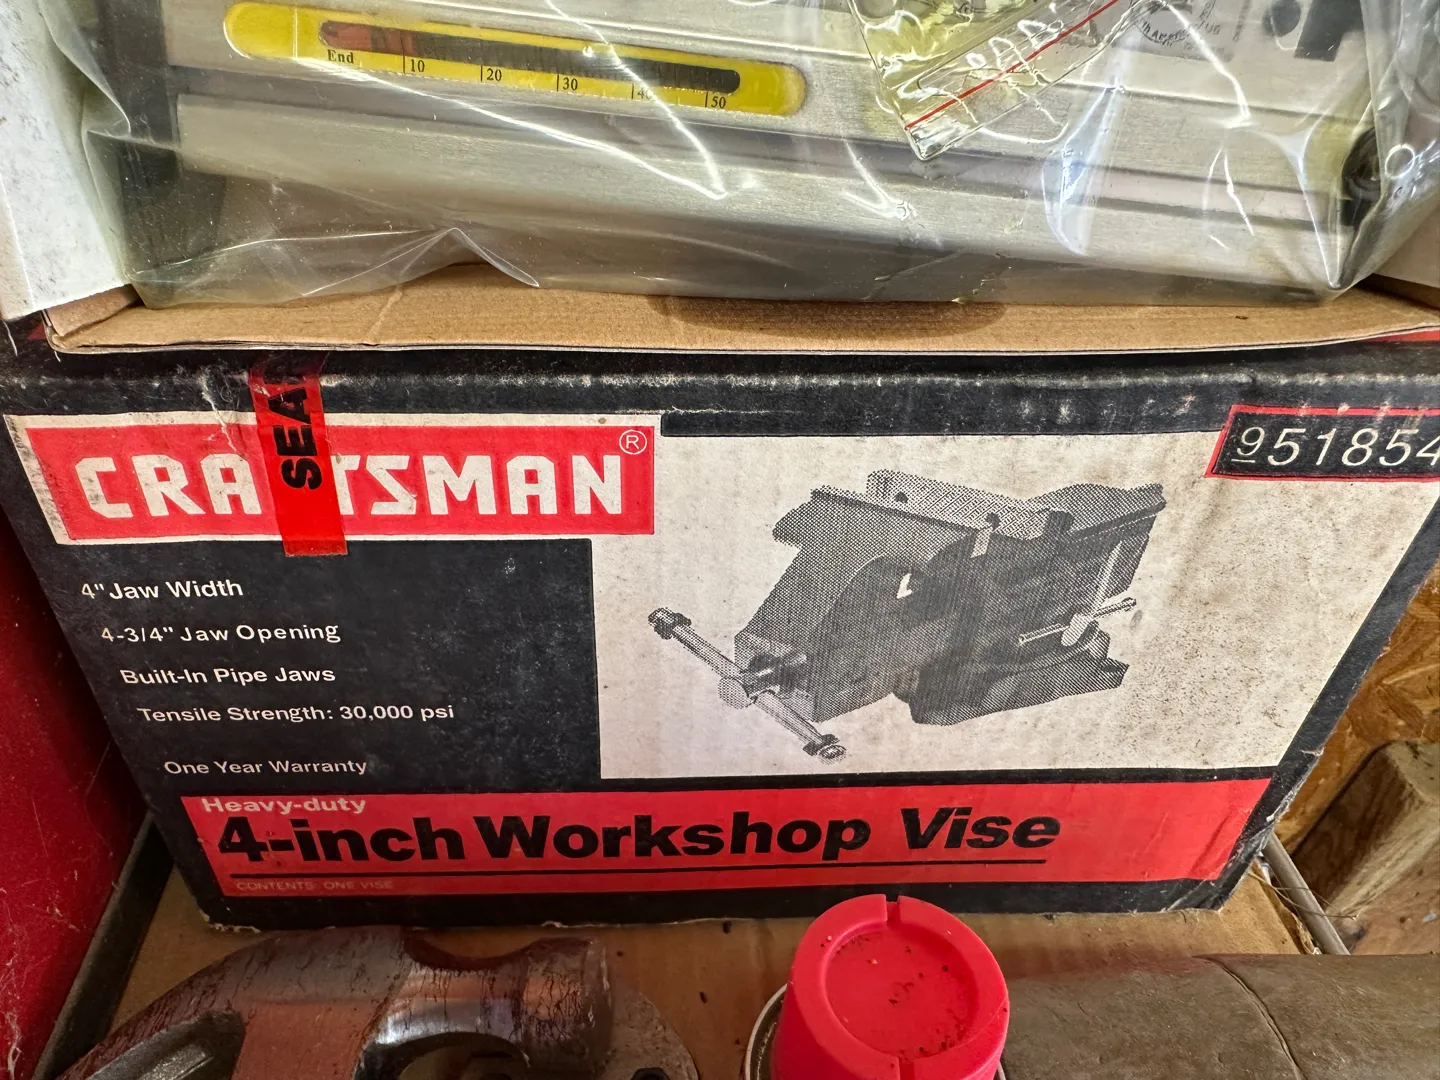 End 10 20 30 40 50
SEA
CRAFTSMAN®
951854
4" Jaw Width
4-3/4" Jaw Opening
Built-In Pipe Jaws
Tensile Strength: 30,000 psi
One Year Warranty
Heavy-duty
4-inch Workshop Vise
CONTENTS: ONE VISE